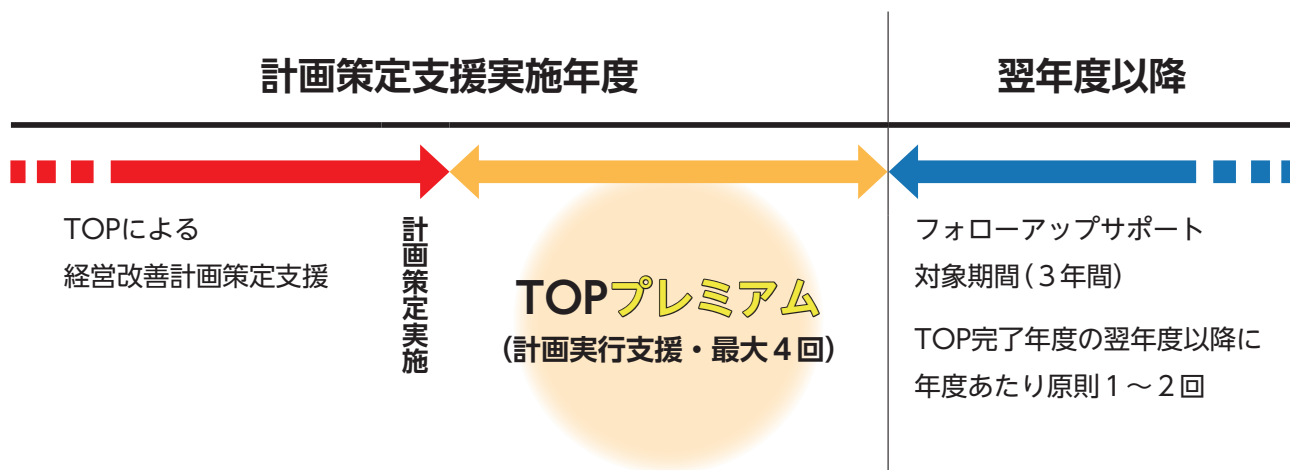 計画策定支援実施年度
翌年度以降
TOPによる
経営改善計画策定支援
計画策定実施
TOPプレミアム
(計画実行支援・最大4回)
フォローアップサポート
対象期間(3年間)
TOP完了年度の翌年度以降に
年度あたり原則1～2回